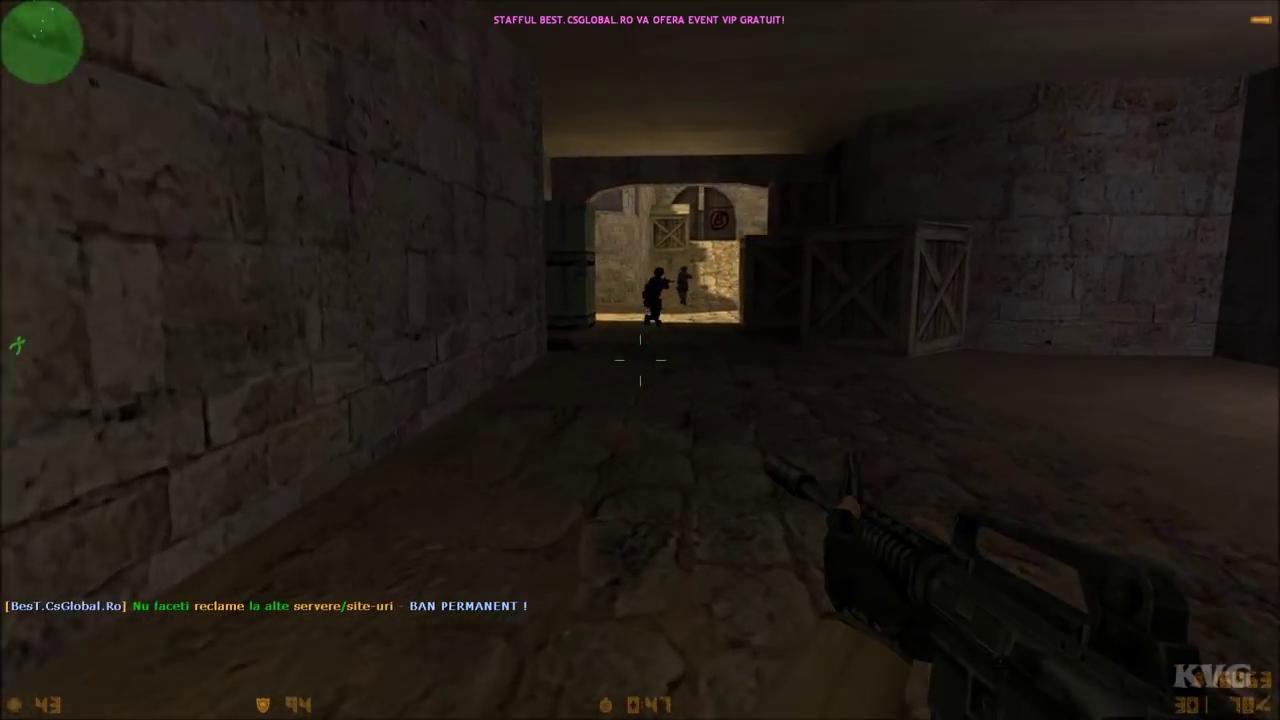 STAFFUL BEST.CSGLOBAL.RO VA OFERA EVENT VIP GRATUIT!
[BesT.CsGlobal.Ro] Nu faceti reclame la alte servere/site-uri - BAN PERMANENT !
KVG
43
94
0:47
30